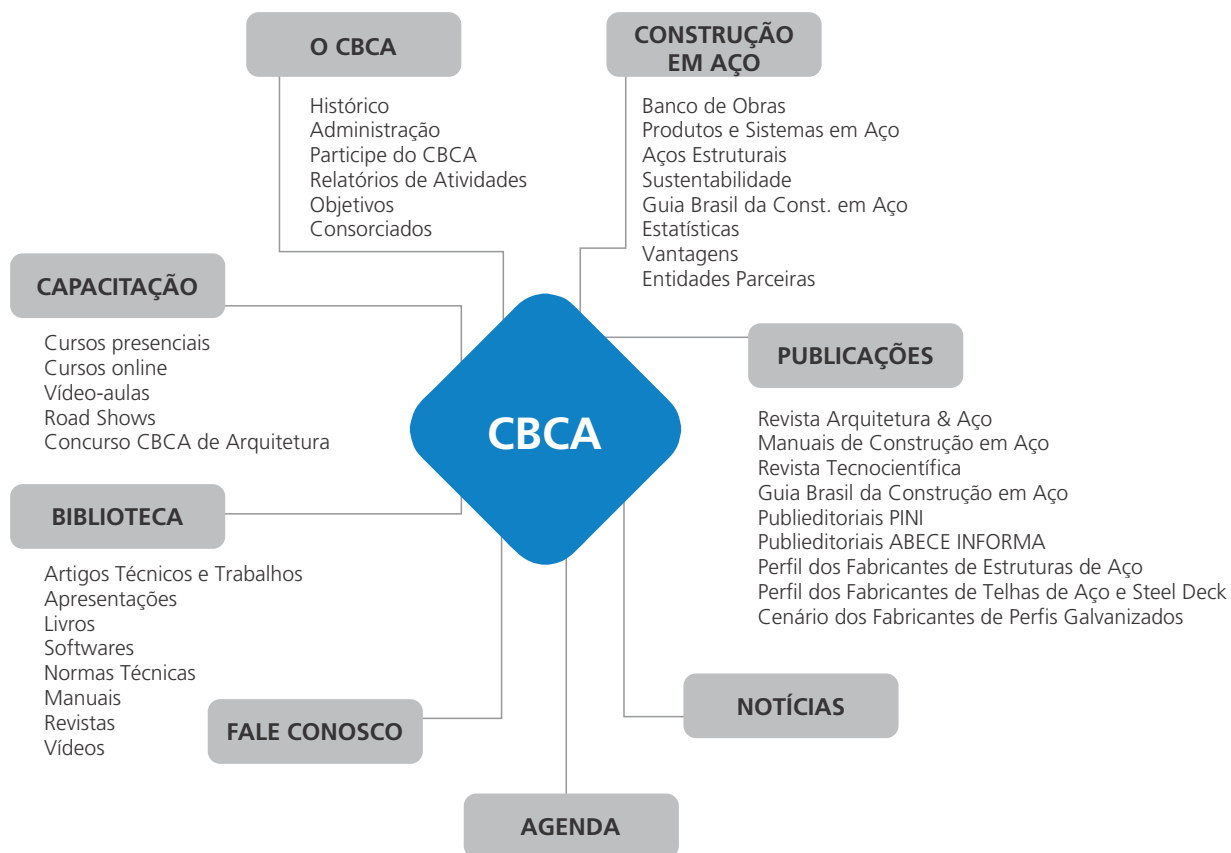 O CBCA
Histórico
Administração
Participe do CBCA
Relatórios de Atividades
Objetivos
Consorciados
CONSTRUÇÃO
EM AÇO
Banco de Obras
Produtos e Sistemas em Aço
Aços Estruturais
Sustentabilidade
Guia Brasil da Const. em Aço
Estatísticas
Vantagens
Entidades Parceiras
CAPACITAÇÃO
Cursos presenciais
Cursos online
Vídeo-aulas
Road Shows
Concurso CBCA de Arquitetura
CBCA
PUBLICAÇÕES
Revista Arquitetura & Aço
Manuais de Construção em Aço
Revista Tecnocientífica
Guia Brasil da Construção em Aço
Publieditoriais PINI
Publieditoriais ABECE INFORMA
Perfil dos Fabricantes de Estruturas de Aço
Perfil dos Fabricantes de Telhas de Aço e Steel Deck
Cenário dos Fabricantes de Perfis Galvanizados
BIBLIOTECA
Artigos Técnicos e Trabalhos
Apresentações
Livros
Softwares
Normas Técnicas
Manuais
Revistas
Vídeos
FALE CONOSCO
NOTÍCIAS
AGENDA